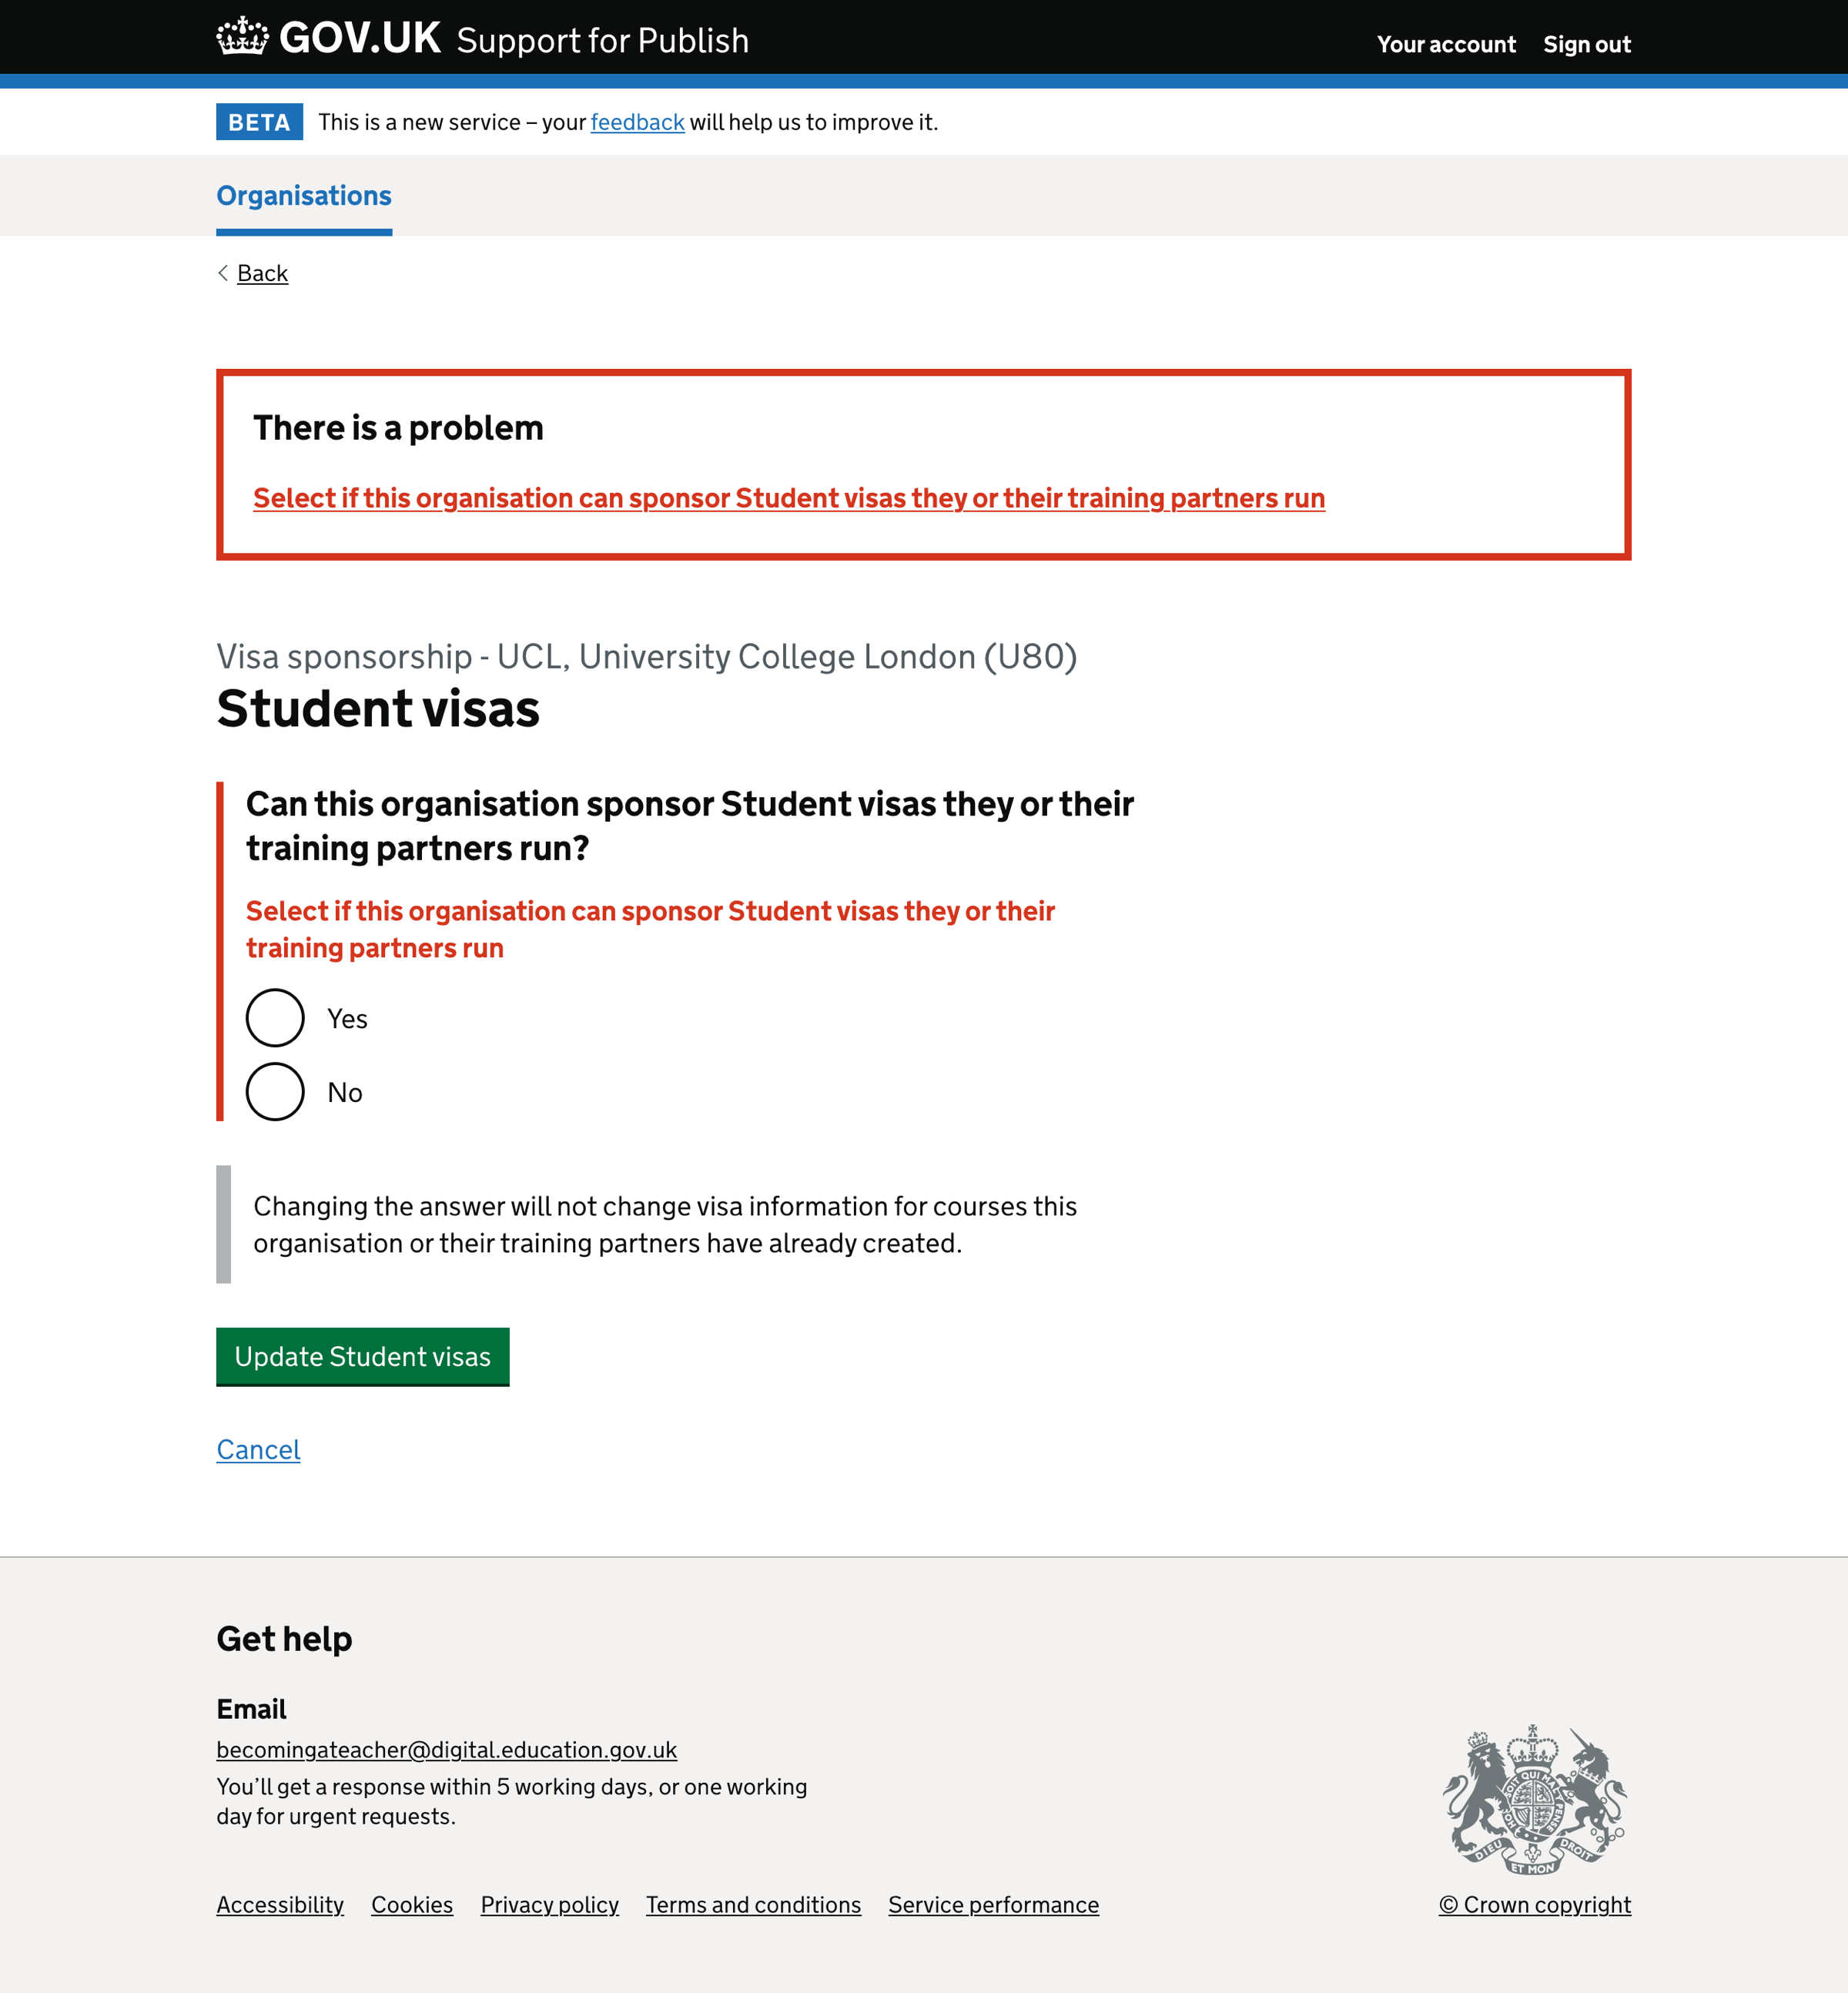 GOV.UK Support for Publish
Your account Sign out
BETA This is a new service – your feedback will help us to improve it.
Organisations
Back
There is a problem
Select if this organisation can sponsor Student visas they or their training partners run
Visa sponsorship - UCL, University College London (U80)
Student visas
Can this organisation sponsor Student visas they or their
training partners run?
Select if this organisation can sponsor Student visas they or their
training partners run
Yes
No
Changing the answer will not change visa information for courses this
organisation or their training partners have already created.
Update Student visas
Cancel
Get help
Email
becomingateacher@digital.education.gov.uk
You’ll get a response within 5 working days, or one working
day for urgent requests.
DIEU ET MON DROIT
Accessibility Cookies Privacy policy Terms and conditions Service performance
© Crown copyright